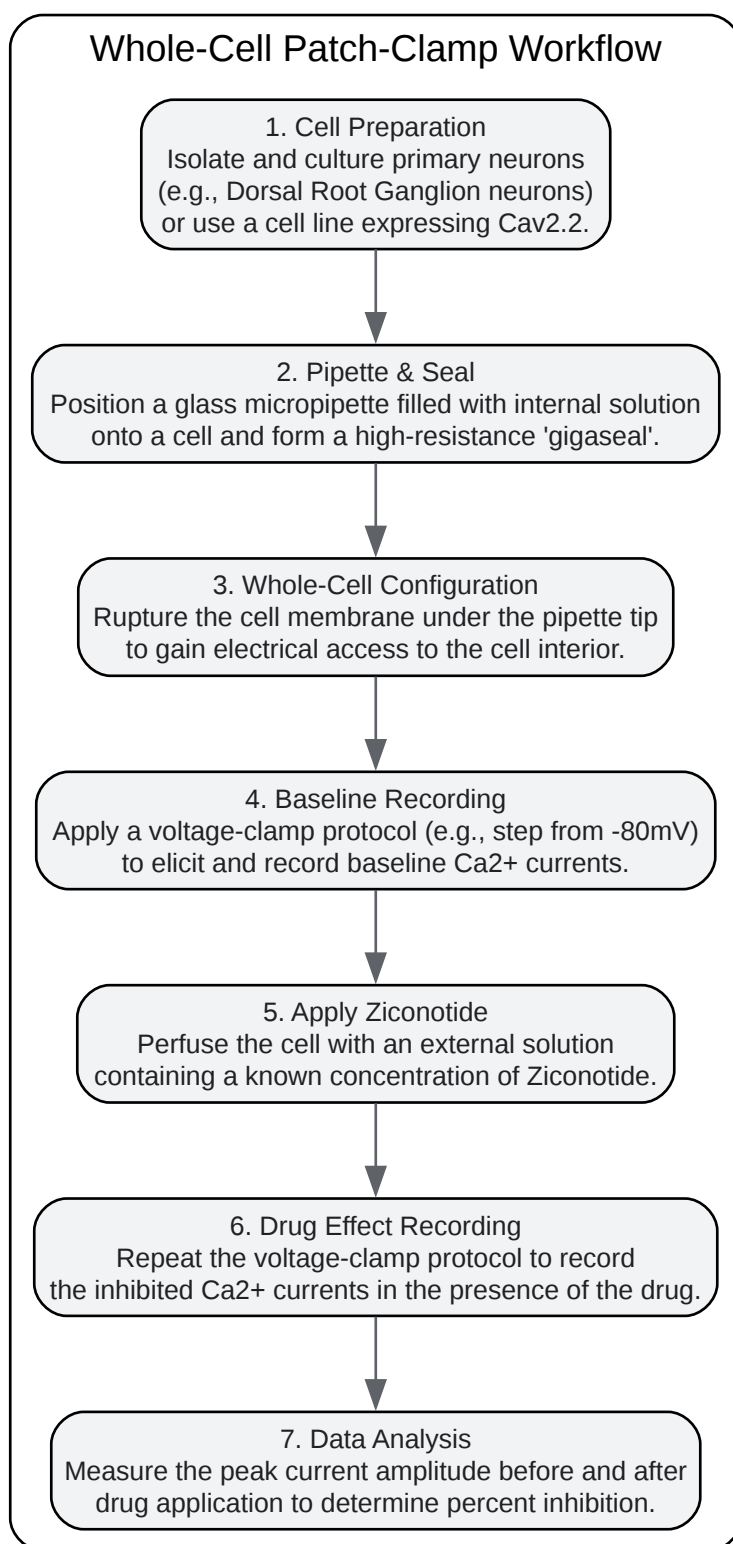 Whole-Cell Patch-Clamp Workflow
1. Cell Preparation
Isolate and culture primary neurons
(e.g., Dorsal Root Ganglion neurons)
or use a cell line expressing Cav2.2.
2. Pipette & Seal
Position a glass micropipette filled with internal solution
onto a cell and form a high-resistance 'gigaseal'.
3. Whole-Cell Configuration
Rupture the cell membrane under the pipette tip
to gain electrical access to the cell interior.
4. Baseline Recording
Apply a voltage-clamp protocol (e.g., step from -80mV)
to elicit and record baseline Ca2+ currents.
5. Apply Ziconotide
Perfuse the cell with an external solution
containing a known concentration of Ziconotide.
6. Drug Effect Recording
Repeat the voltage-clamp protocol to record
the inhibited Ca2+ currents in the presence of the drug.
7. Data Analysis
Measure the peak current amplitude before and after
drug application to determine percent inhibition.